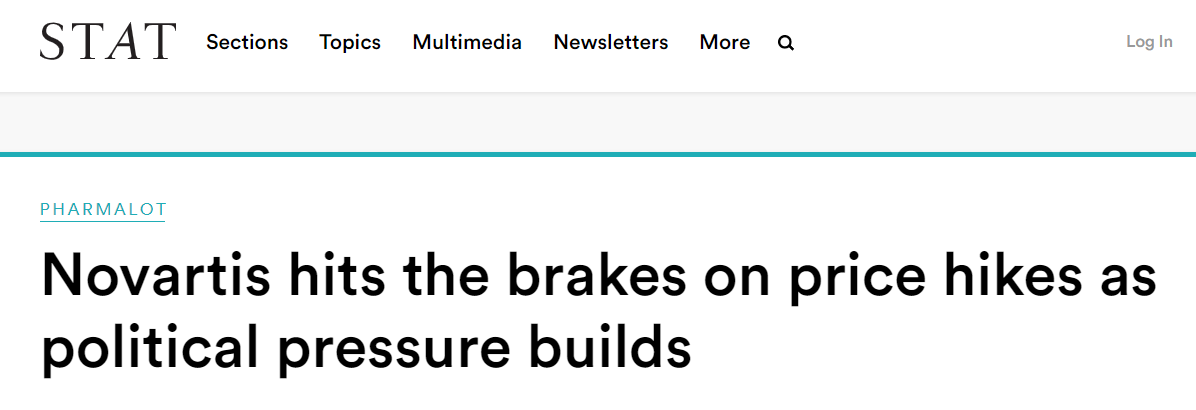 STAT Sections Topics Multimedia Newsletters More Log In
PHARMALOT
Novartis hits the brakes on price hikes as
political pressure builds